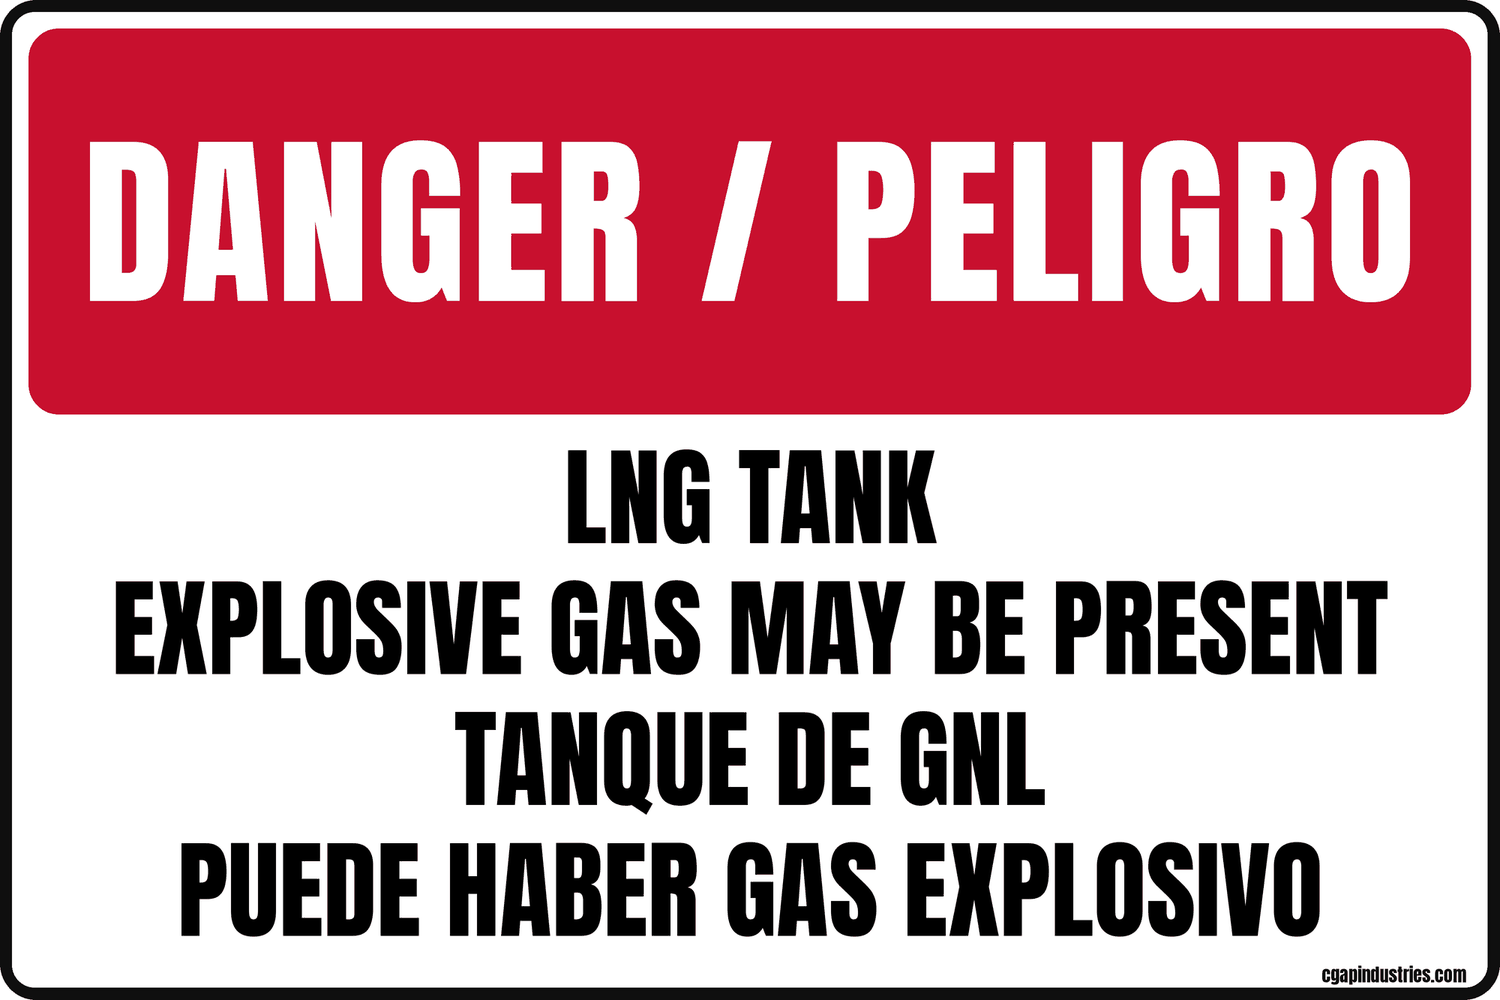 DANGER / PELIGRO
LNG TANK
EXPLOSIVE GAS MAY BE PRESENT
TANQUE DE GNL
PUEDE HABER GAS EXPLOSIVO
cgapindustries.com